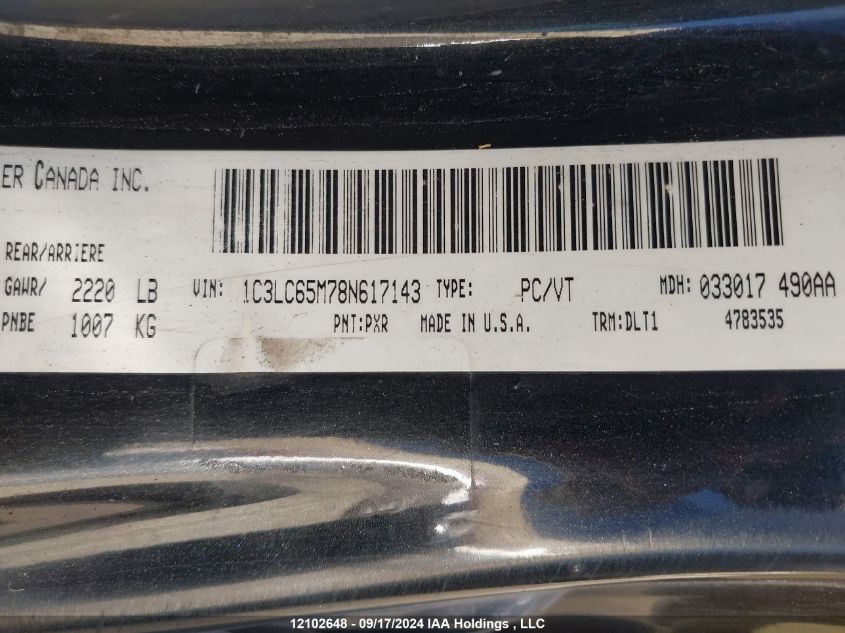 ER CANADA INC.
REAR/ARRIERE
GAWR/ 2220 LB VIN: 1C3LC65M78N617143 TYPE: PC/VT MDH: 033017 490AA
PNBE 1007 KG PNT:PXR MADE IN U.S.A. TRM:DLT1 4783535
12102648 - 09/17/2024 IAA Holdings, LLC